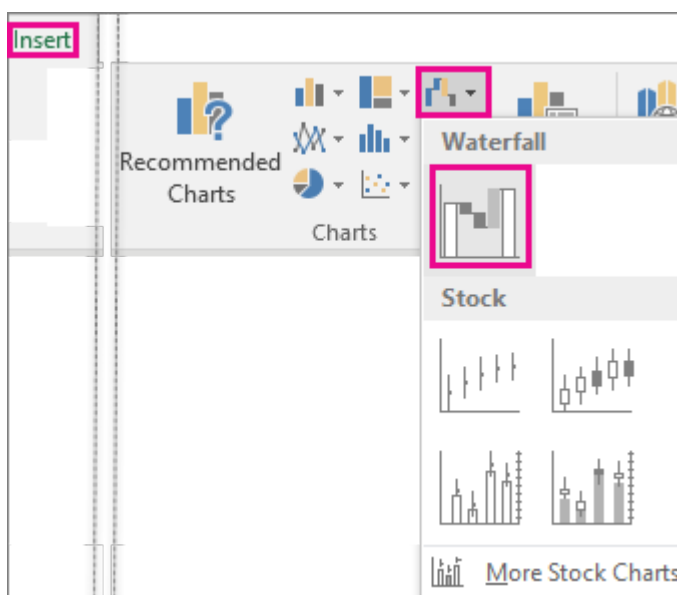 Insert
Recommended
Charts
Charts
Waterfall
Stock
More Stock Charts